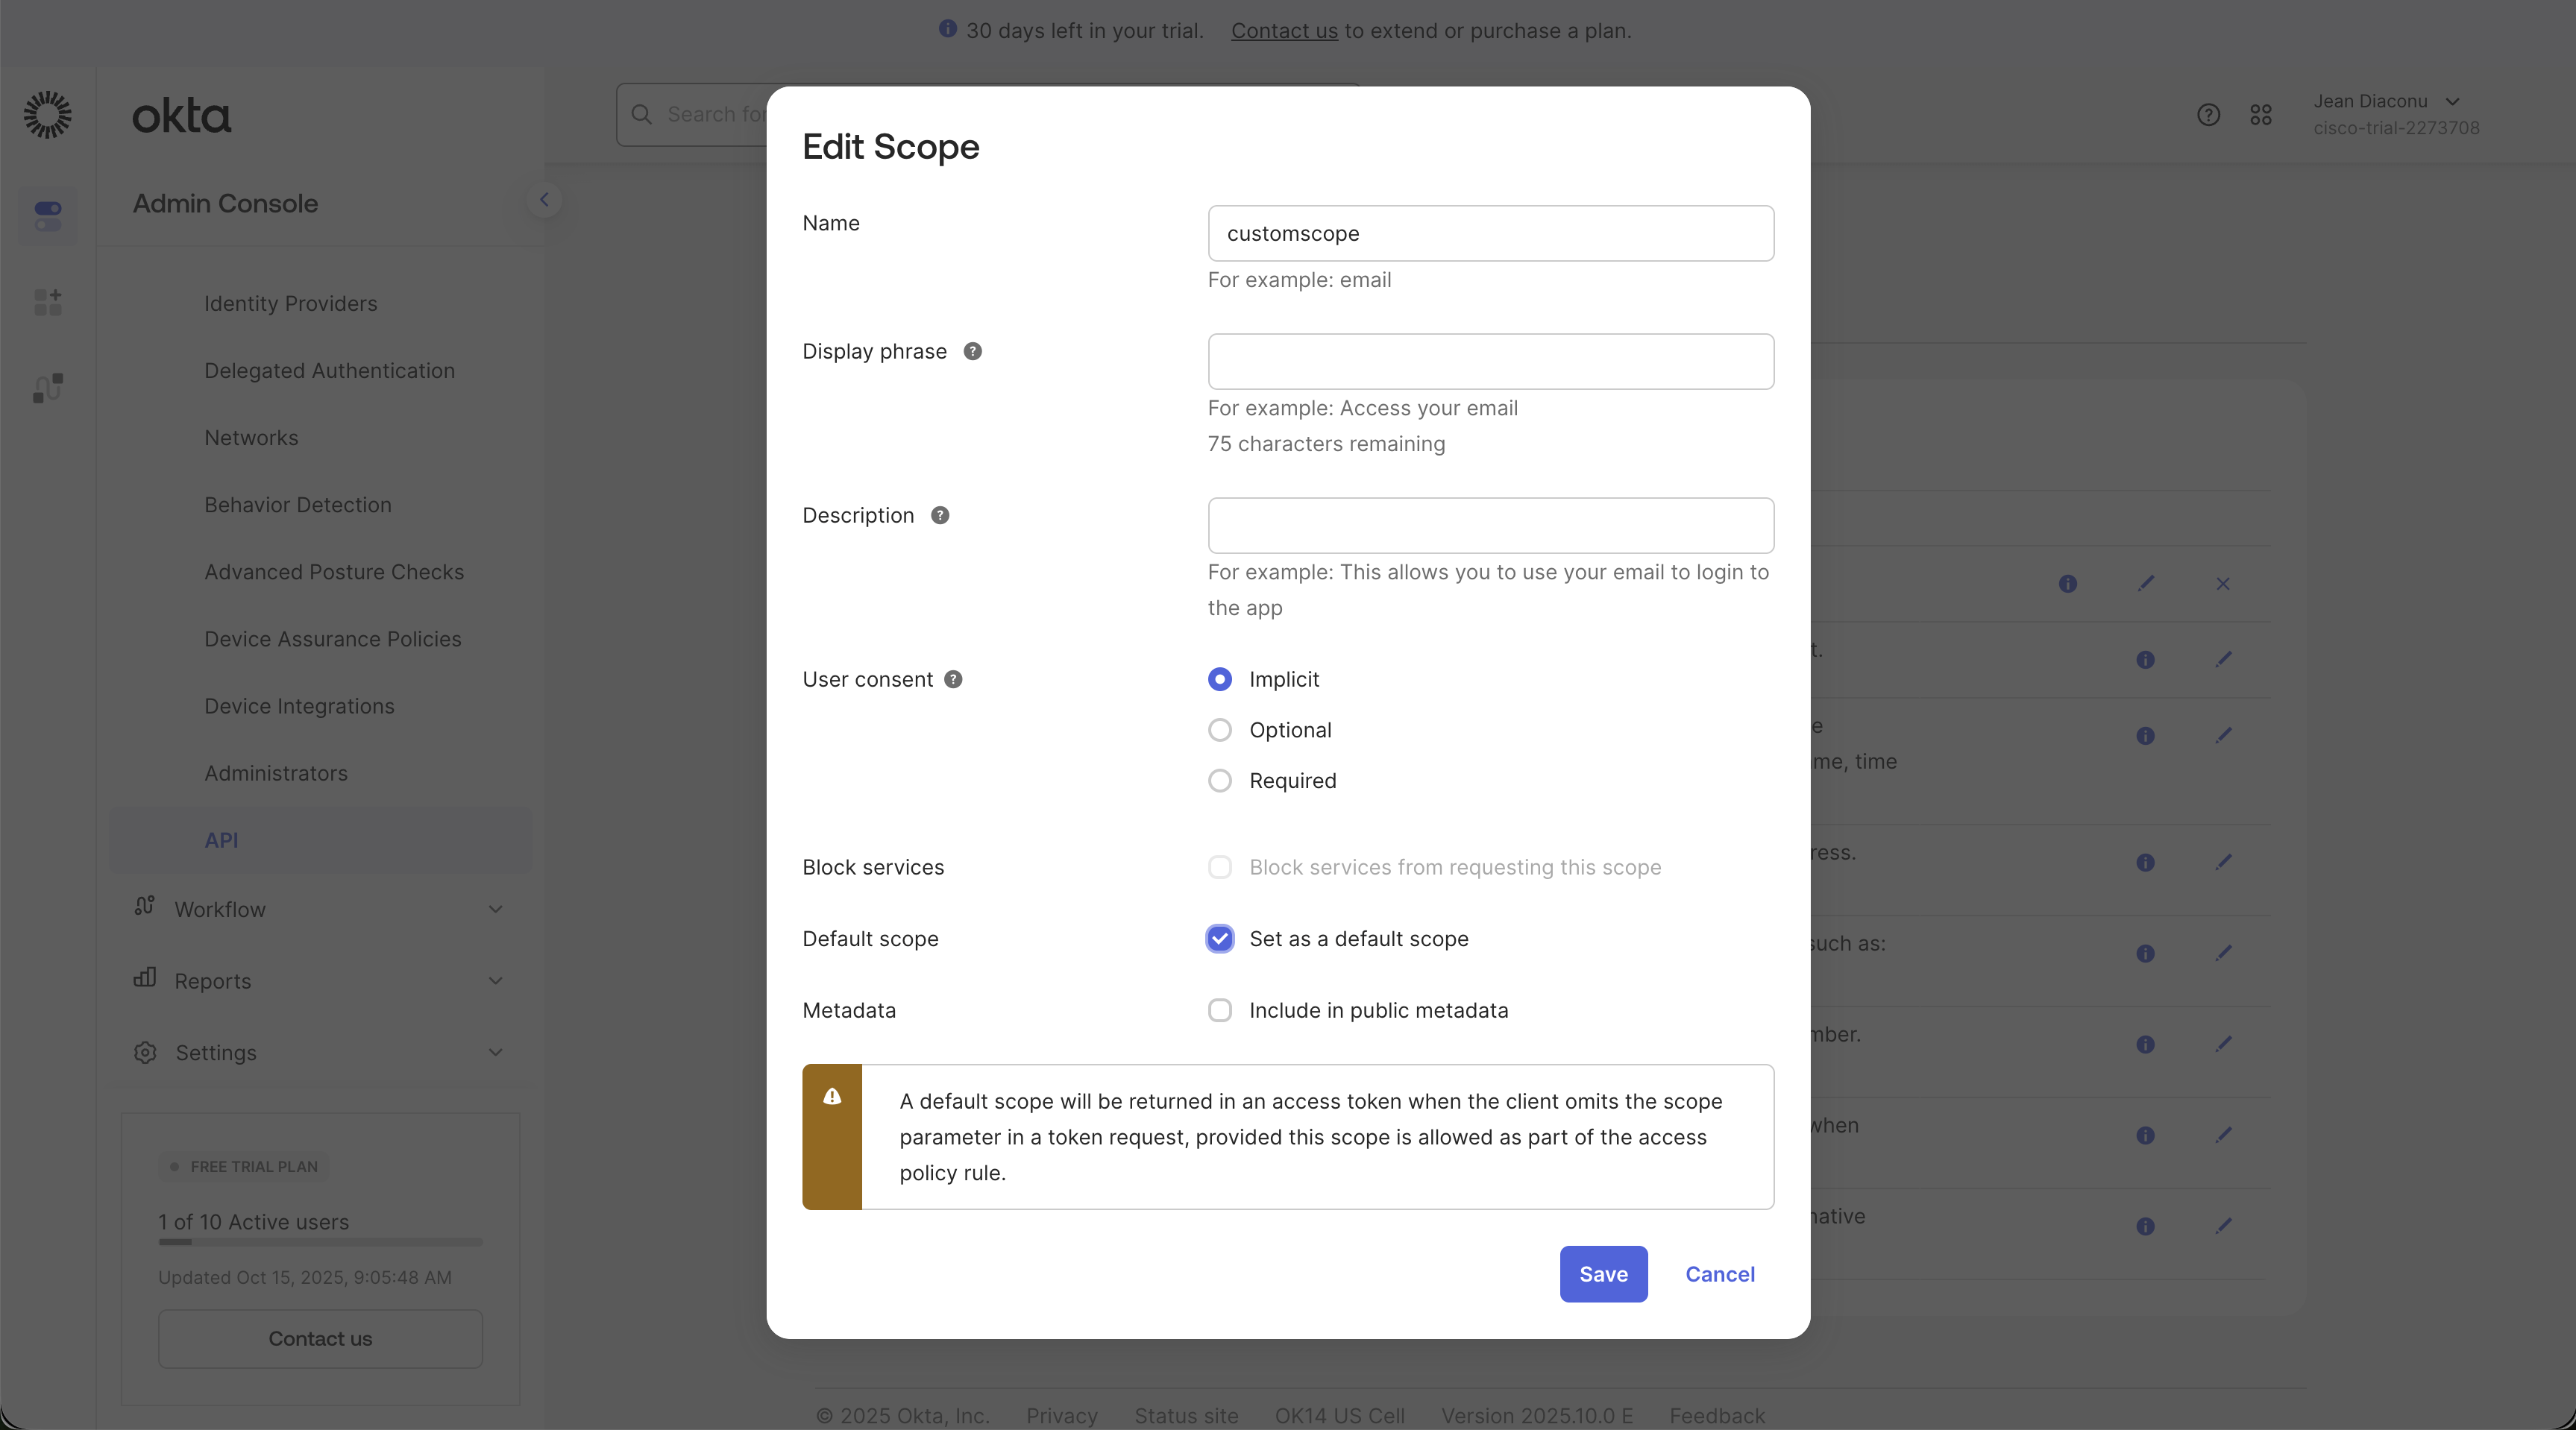 30 days left in your trial. Contact us to extend or purchase a plan.
okta
Search for
Jean Diaconu
cisco-trial-2273708
Admin Console
Identity Providers
Delegated Authentication
Networks
Behavior Detection
Advanced Posture Checks
Device Assurance Policies
Device Integrations
Administrators
API
Workflow
Reports
Settings
FREE TRIAL PLAN
1 of 10 Active users
Updated Oct 15, 2025, 9:05:48 AM
Contact us
Edit Scope
Name
customscope
For example: email
Display phrase
For example: Access your email
75 characters remaining
Description
For example: This allows you to use your email to login to
the app
User consent
Implicit
Optional
Required
Block services
Block services from requesting this scope
Default scope
Set as a default scope
Metadata
Include in public metadata
A default scope will be returned in an access token when the client omits the scope
parameter in a token request, provided this scope is allowed as part of the access
policy rule.
Save Cancel
t.
e
me, time
ress.
such as:
mber.
when
native
© 2025 Okta, Inc. Privacy Status site OK14 US Cell Version 2025.10.0 E Feedback